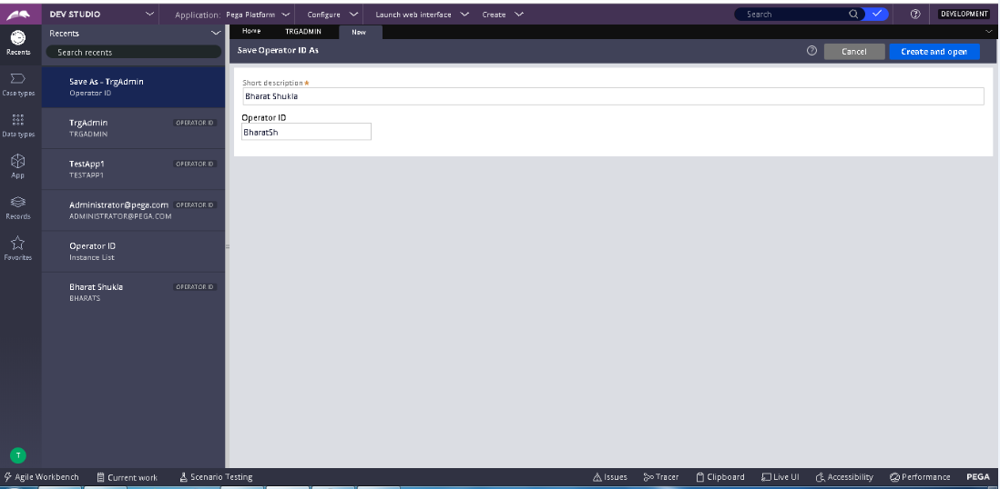 DEV STUDIO
Application: Pega Platform
Configure
Launch web interface
Create
Search
DEVELOPMENT
Recents
Case types
Data types
App
Records
Favorites
T
Recents
Search recents
Save As - TrgAdmin
Operator ID
TrgAdmin OPERATOR ID
TRGADMIN
TestApp1 OPERATOR ID
TESTAPP1
Administrator@pega.com OPERATOR ID
ADMINISTRATOR@PEGA.COM
Operator ID
Instance List
Bharat Shukla OPERATOR ID
BHARATS
Home TRGADMIN New
Save Operator ID As
Cancel Create and open
Short description *
Bharat Shukla
Operator ID
BharatSh
Agile Workbench Current work Scenario Testing Issues Tracer Clipboard Live UI Accessibility Performance PEGA